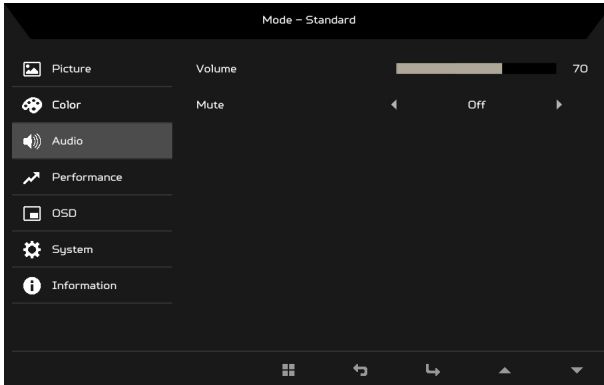 Mode – Standard
Picture
Volume 70
Color
Mute Off
Audio
Performance
OSD
System
Information